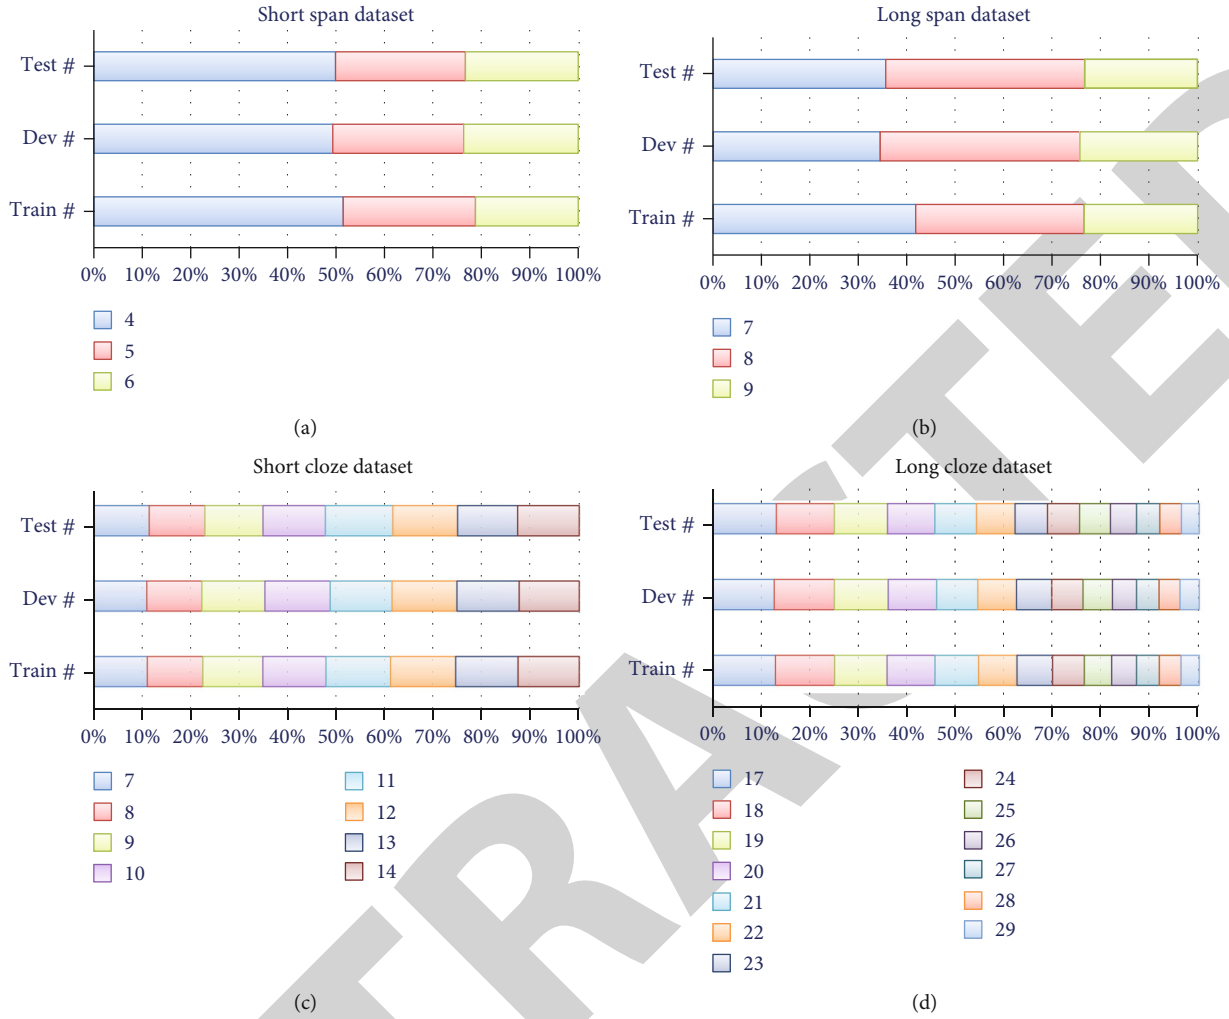 Short span dataset
Test #
Dev #
Train #
0% 10% 20% 30% 40% 50% 60% 70% 80% 90% 100%
4
5
6
(a)
Long span dataset
Test #
Dev #
Train #
0% 10% 20% 30% 40% 50% 60% 70% 80% 90% 100%
7
8
9
(b)
Short cloze dataset
Test #
Dev #
Train #
0% 10% 20% 30% 40% 50% 60% 70% 80% 90% 100%
7
8
9
10
11
12
13
14
(c)
Long cloze dataset
Test #
Dev #
Train #
0% 10% 20% 30% 40% 50% 60% 70% 80% 90% 100%
17
18
19
20
21
22
23
24
25
26
27
28
29
(d)